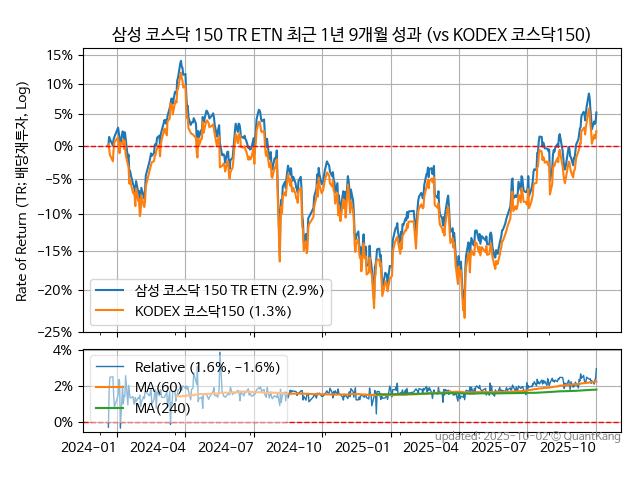 삼성 코스닥 150 TR ETN 최근 1년 9개월 성과 (vs KODEX 코스닥150)
Rate of Return (TR: 배당재투자, Log)
15%
10%
5%
0%
−5%
−10%
−15%
−20%
−25%
삼성 코스닥 150 TR ETN (2.9%)
KODEX 코스닥150 (1.3%)
4%
2%
0%
Relative (1.6%, −1.6%)
MA(60)
MA(240)
2024-01 2024-04 2024-07 2024-10 2025-01 2025-04 2025-07 2025-10
updated: 2025-10-02 © QuantKang